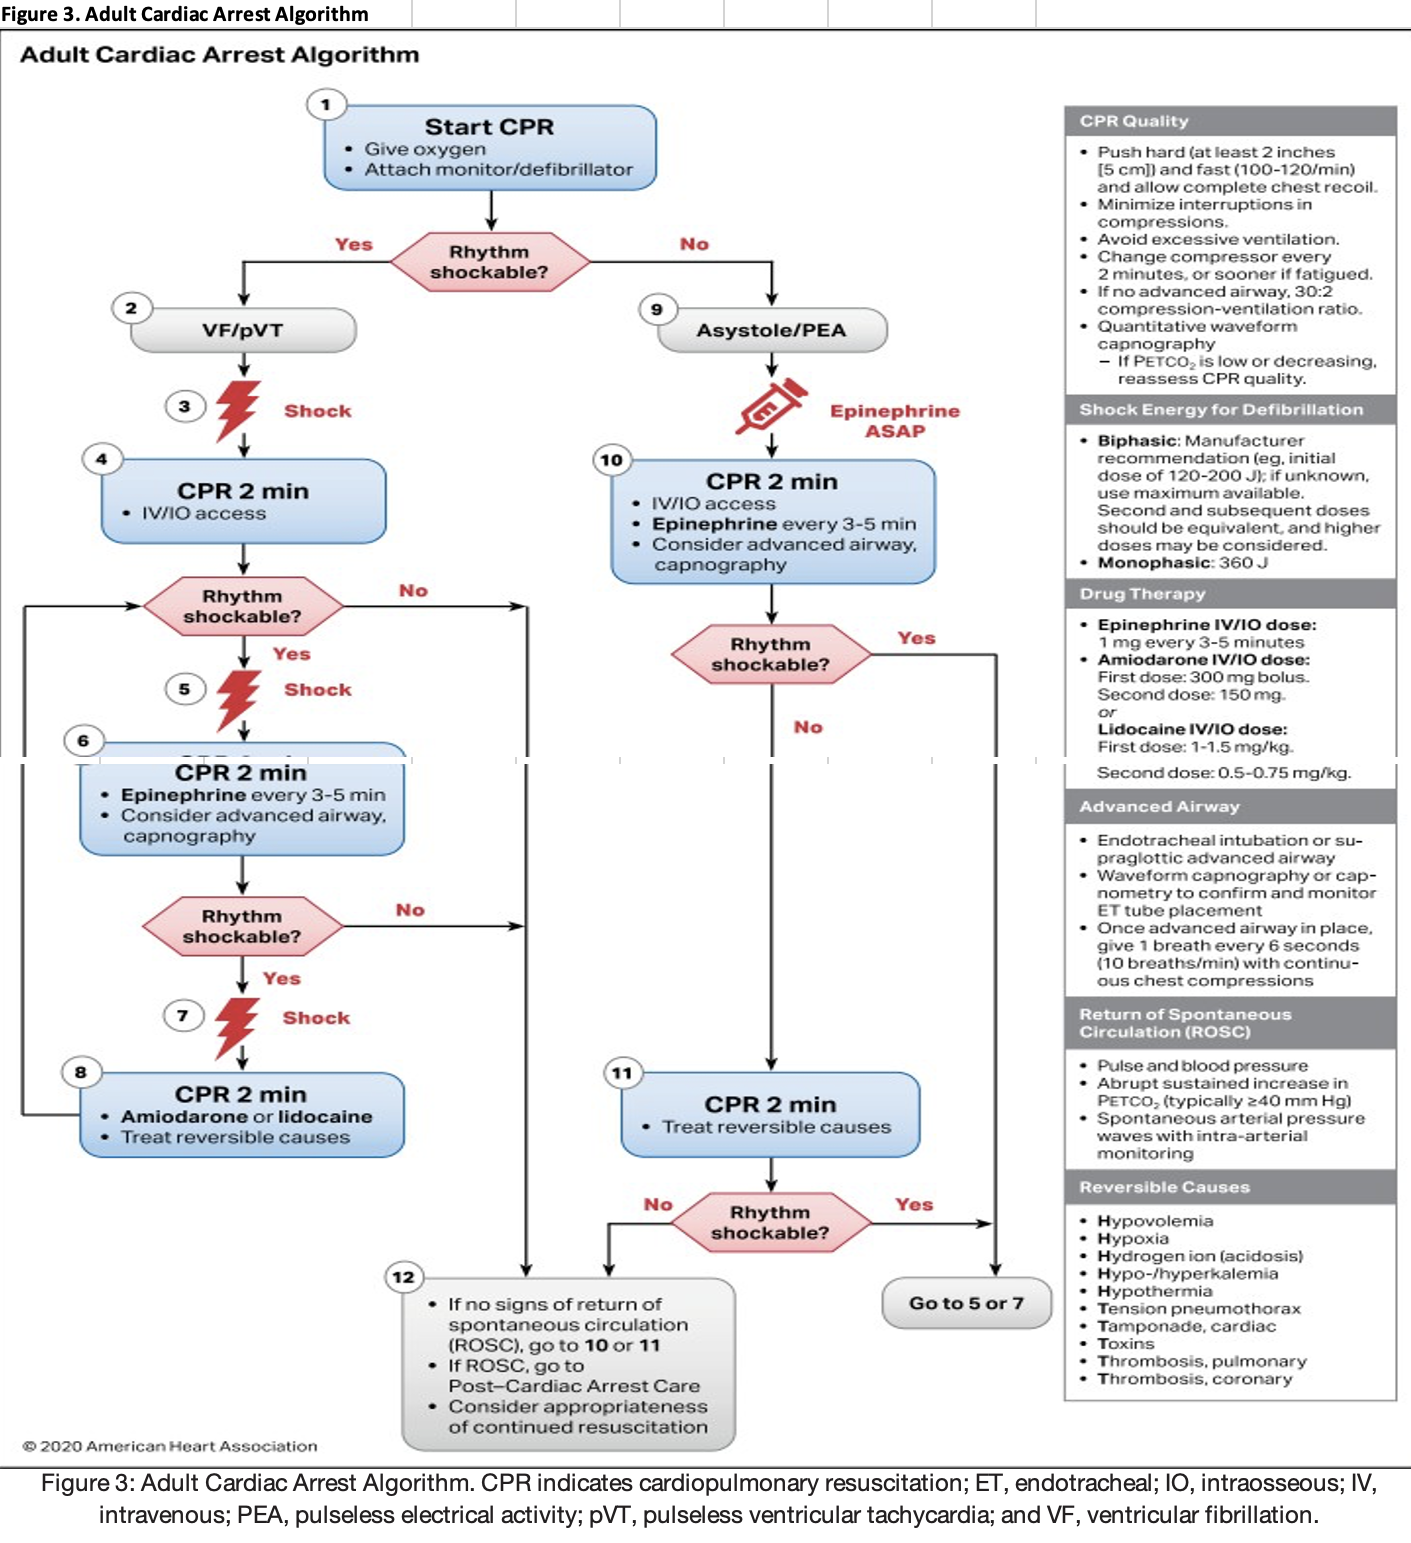 Figure 3. Adult Cardiac Arrest Algorithm
Adult Cardiac Arrest Algorithm
1
Start CPR
• Give oxygen
• Attach monitor/defibrillator
Rhythm
shockable?
Yes
No
2
VF/pVT
3
Shock
4
CPR 2 min
• IV/IO access
Rhythm
shockable?
No
Yes
5
Shock
6
CPR 2 min
• Epinephrine every 3-5 min
• Consider advanced airway,
capnography
Rhythm
shockable?
No
Yes
7
Shock
8
CPR 2 min
• Amiodarone or lidocaine
• Treat reversible causes
9
Asystole/PEA
E
Epinephrine
ASAP
10
CPR 2 min
• IV/IO access
• Epinephrine every 3-5 min
• Consider advanced airway,
capnography
Rhythm
shockable?
Yes
No
11
CPR 2 min
• Treat reversible causes
Rhythm
shockable?
No
Yes
12
• If no signs of return of
spontaneous circulation
(ROSC), go to 10 or 11
• If ROSC, go to
Post–Cardiac Arrest Care
• Consider appropriateness
of continued resuscitation
Go to 5 or 7
CPR Quality
• Push hard (at least 2 inches
[5 cm]) and fast (100-120/min)
and allow complete chest recoil.
• Minimize interruptions in
compressions.
• Avoid excessive ventilation.
• Change compressor every
2 minutes, or sooner if fatigued.
• If no advanced airway, 30:2
compression-ventilation ratio.
• Quantitative waveform
capnography
– If PETCO₂ is low or decreasing,
reassess CPR quality.
Shock Energy for Defibrillation
• Biphasic: Manufacturer
recommendation (eg, initial
dose of 120-200 J); if unknown,
use maximum available.
Second and subsequent doses
should be equivalent, and higher
doses may be considered.
• Monophasic: 360 J
Drug Therapy
• Epinephrine IV/IO dose:
1 mg every 3-5 minutes
• Amiodarone IV/IO dose:
First dose: 300 mg bolus.
Second dose: 150 mg.
or
Lidocaine IV/IO dose:
First dose: 1-1.5 mg/kg.
Second dose: 0.5-0.75 mg/kg.
Advanced Airway
• Endotracheal intubation or su-
praglottic advanced airway
• Waveform capnography or cap-
nometry to confirm and monitor
ET tube placement
• Once advanced airway in place,
give 1 breath every 6 seconds
(10 breaths/min) with continu-
ous chest compressions
Return of Spontaneous
Circulation (ROSC)
• Pulse and blood pressure
• Abrupt sustained increase in
PETCO₂ (typically ≥40 mm Hg)
• Spontaneous arterial pressure
waves with intra-arterial
monitoring
Reversible Causes
• Hypovolemia
• Hypoxia
• Hydrogen ion (acidosis)
• Hypo-/hyperkalemia
• Hypothermia
• Tension pneumothorax
• Tamponade, cardiac
• Toxins
• Thrombosis, pulmonary
• Thrombosis, coronary
© 2020 American Heart Association
Figure 3: Adult Cardiac Arrest Algorithm. CPR indicates cardiopulmonary resuscitation; ET, endotracheal; IO, intraosseous; IV,
intravenous; PEA, pulseless electrical activity; pVT, pulseless ventricular tachycardia; and VF, ventricular fibrillation.